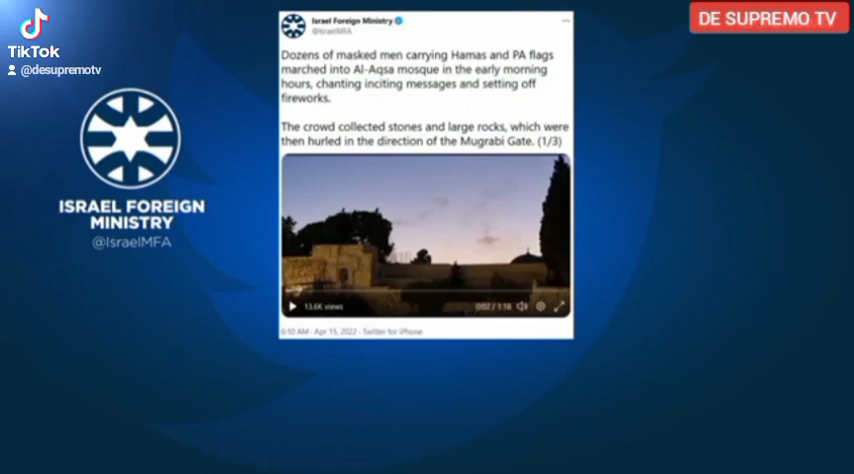 TikTok
@desupremotv
DE SUPREMO TV
Israel Foreign Ministry
@IsraelMFA
Dozens of masked men carrying Hamas and PA flags
marched into Al-Aqsa mosque in the early morning
hours, chanting inciting messages and setting off
fireworks.
The crowd collected stones and large rocks, which were
then hurled in the direction of the Mugrabi Gate. (1/3)
13.6K views
0:02 / 1:18
6:10 AM · Apr 15, 2022 · Twitter for iPhone
ISRAEL FOREIGN
MINISTRY
@IsraelMFA